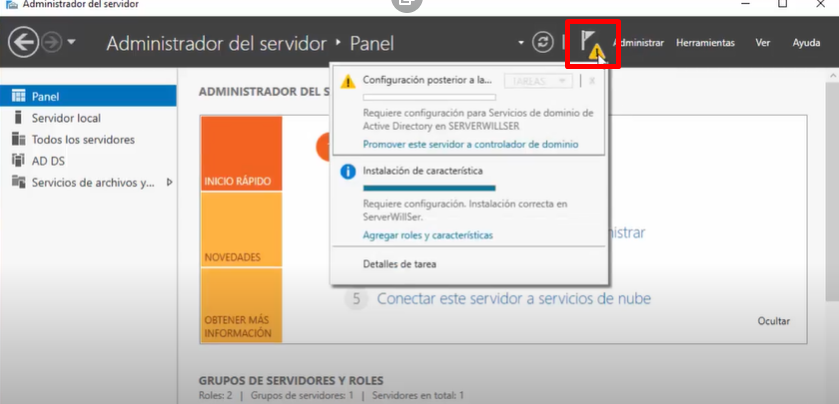 Administrador del servidor
Administrador del servidor ‣ Panel
Administrar
Herramientas
Ver
Ayuda
Panel
Servidor local
Todos los servidores
AD DS
Servicios de archivos y...
ADMINISTRADOR DEL S
INICIO RÁPIDO
NOVEDADES
OBTENER MÁS
INFORMACIÓN
Configuración posterior a la...
TAREAS
X
Requiere configuración para Servicios de dominio de
Active Directory en SERVERWILLSER
Promover este servidor a controlador de dominio
Instalación de característica
Requiere configuración. Instalación correcta en
ServerWillSer.
Agregar roles y características
Detalles de tarea
nistrar
5 Conectar este servidor a servicios de nube
Ocultar
GRUPOS DE SERVIDORES Y ROLES
Roles: 2 | Grupos de servidores: 1 | Servidores en total: 1